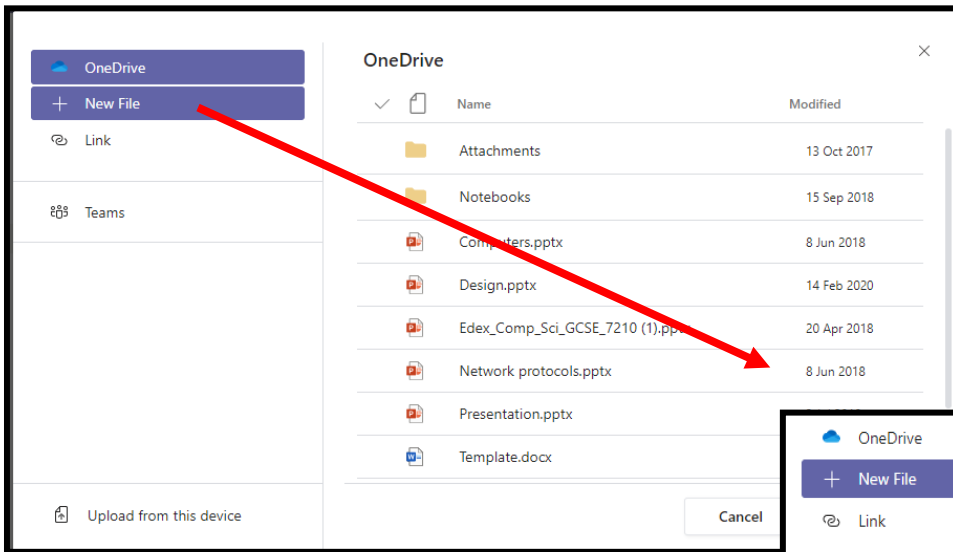 OneDrive
New File
Link
Teams
Upload from this device
OneDrive
Name Modified
Attachments 13 Oct 2017
Notebooks 15 Sep 2018
Computers.pptx 8 Jun 2018
Design.pptx 14 Feb 2020
Edex_Comp_Sci_GCSE_7210 (1).pptx 20 Apr 2018
Network protocols.pptx 8 Jun 2018
Presentation.pptx
Template.docx
Cancel
OneDrive
New File
Link